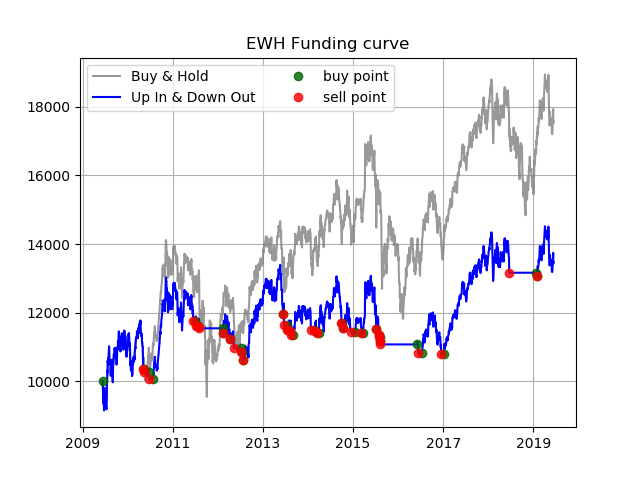 EWH Funding curve
Buy & Hold
Up In & Down Out
buy point
sell point
18000
16000
14000
12000
10000
2009
2011
2013
2015
2017
2019